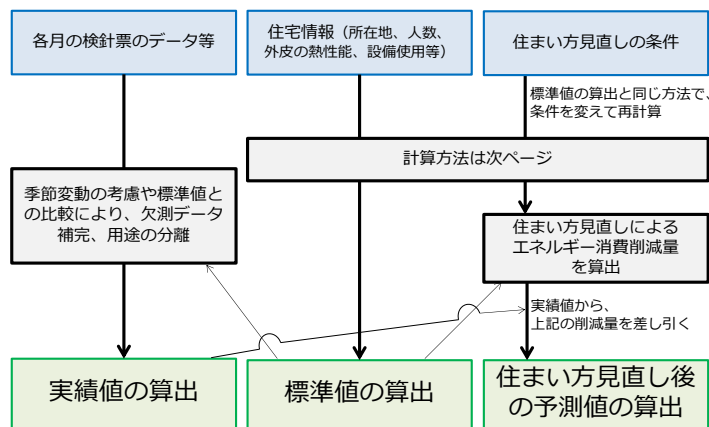 各月の検針票のデータ等
住宅情報（所在地、人数、
外皮の熱性能、設備使用等）
住まい方見直しの条件
標準値の算出と同じ方法で、
条件を変えて再計算
計算方法は次ページ
季節変動の考慮や標準値と
の比較により、欠測データ
補完、用途の分離
住まい方見直しによる
エネルギー消費削減量
を算出
実績値から、
上記の削減量を差し引く
実績値の算出
標準値の算出
住まい方見直し後
の予測値の算出